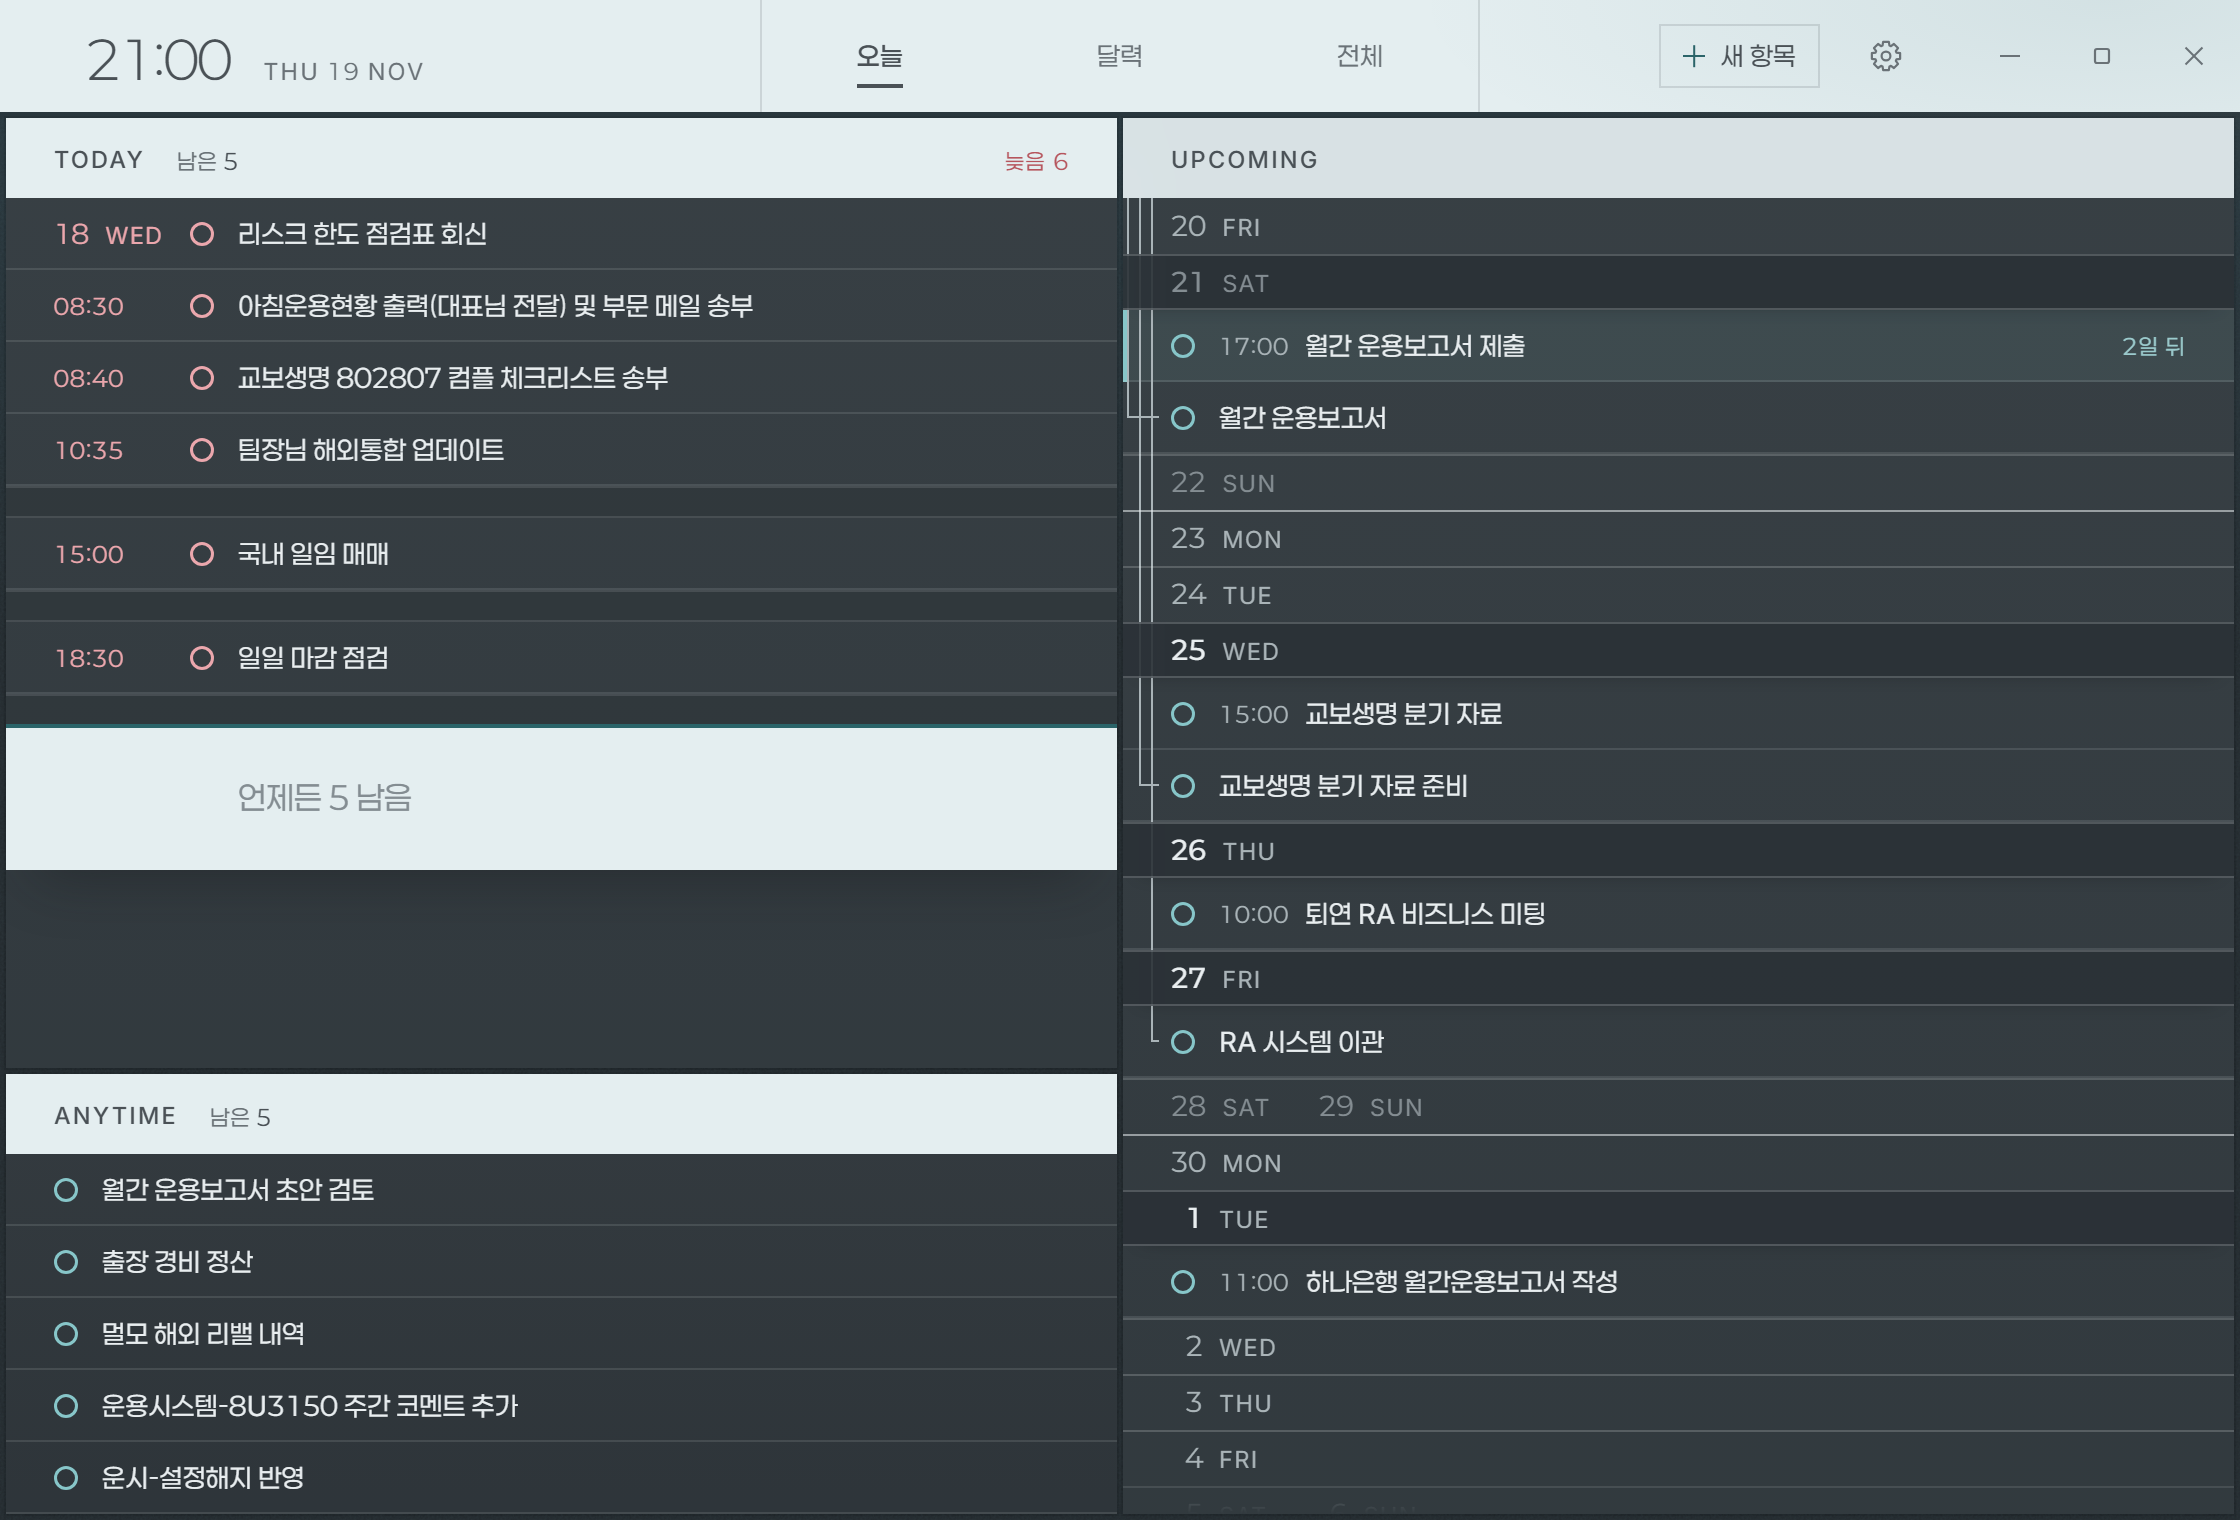 21:00 THU 19 NOV
오늘 달력 전체
새 항목
TODAY 남은 5 늦음 6
18 WED 리스크 한도 점검표 회신
08:30 아침운용현황 출력(대표님 전달) 및 부문 메일 송부
08:40 교보생명 802807 컴플 체크리스트 송부
10:35 팀장님 해외통합 업데이트
15:00 국내 일임 매매
18:30 일일 마감 점검
언제든 5 남음
ANYTIME 남은 5
월간 운용보고서 초안 검토
출장 경비 정산
멀모 해외 리밸 내역
운용시스템-8U3150 주간 코멘트 추가
운시-설정해지 반영
UPCOMING
20 FRI
21 SAT
17:00 월간 운용보고서 제출 2일 뒤
월간 운용보고서
22 SUN
23 MON
24 TUE
25 WED
15:00 교보생명 분기 자료
교보생명 분기 자료 준비
26 THU
10:00 퇴연 RA 비즈니스 미팅
27 FRI
RA 시스템 이관
28 SAT 29 SUN
30 MON
1 TUE
11:00 하나은행 월간운용보고서 작성
2 WED
3 THU
4 FRI
5 SAT 6 SUN